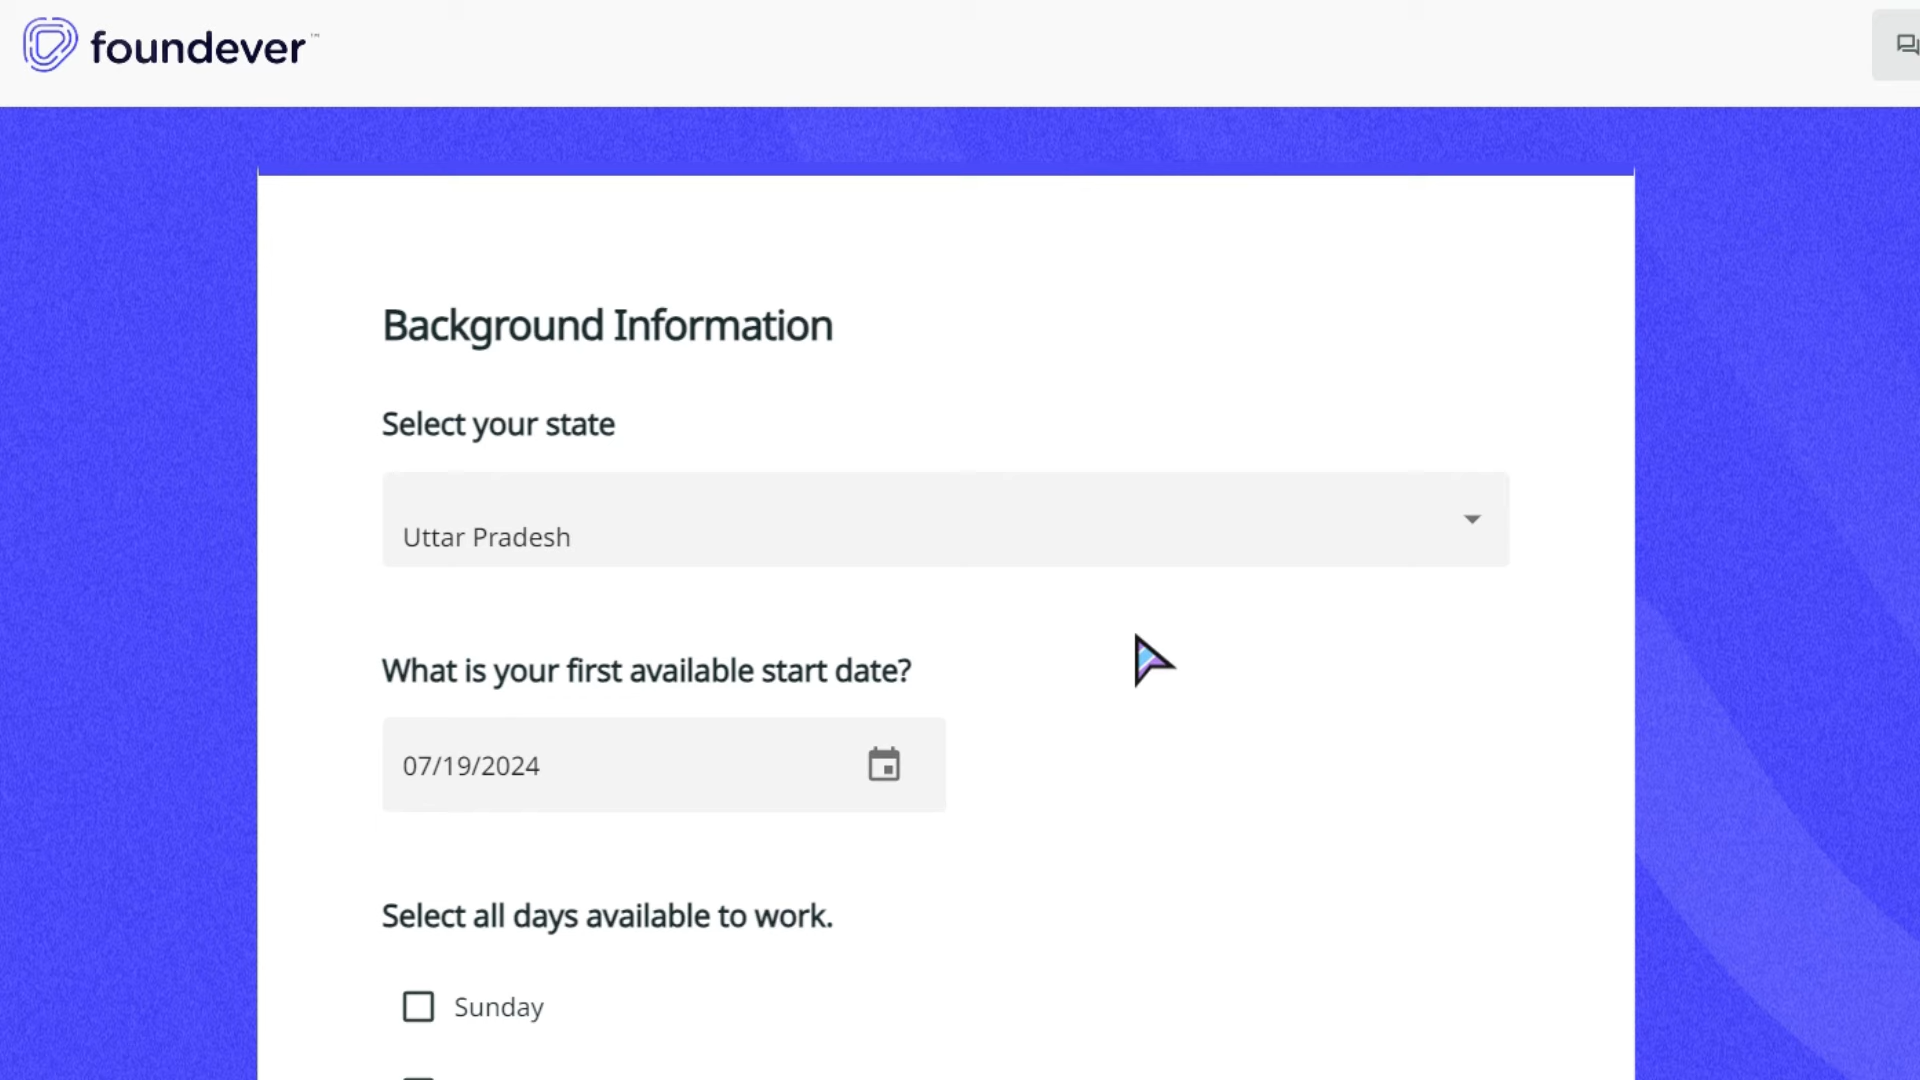 foundever™
Background Information
Select your state
Uttar Pradesh
What is your first available start date?
07/19/2024
Select all days available to work.
Sunday